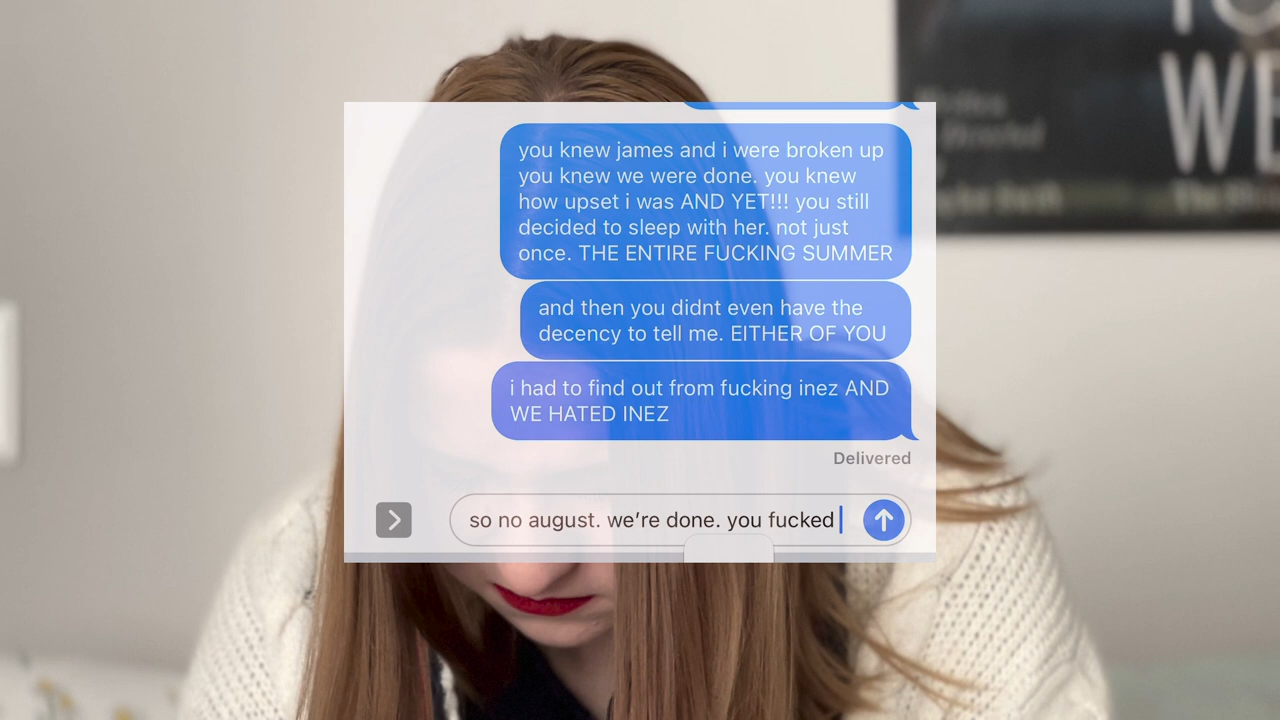 you knew james and i were broken up
you knew we were done. you knew
how upset i was AND YET!!! you still
decided to sleep with her. not just
once. THE ENTIRE FUCKING SUMMER
and then you didnt even have the
decency to tell me. EITHER OF YOU
i had to find out from fucking inez AND
WE HATED INEZ
Delivered
so no august. we’re done. you fucked